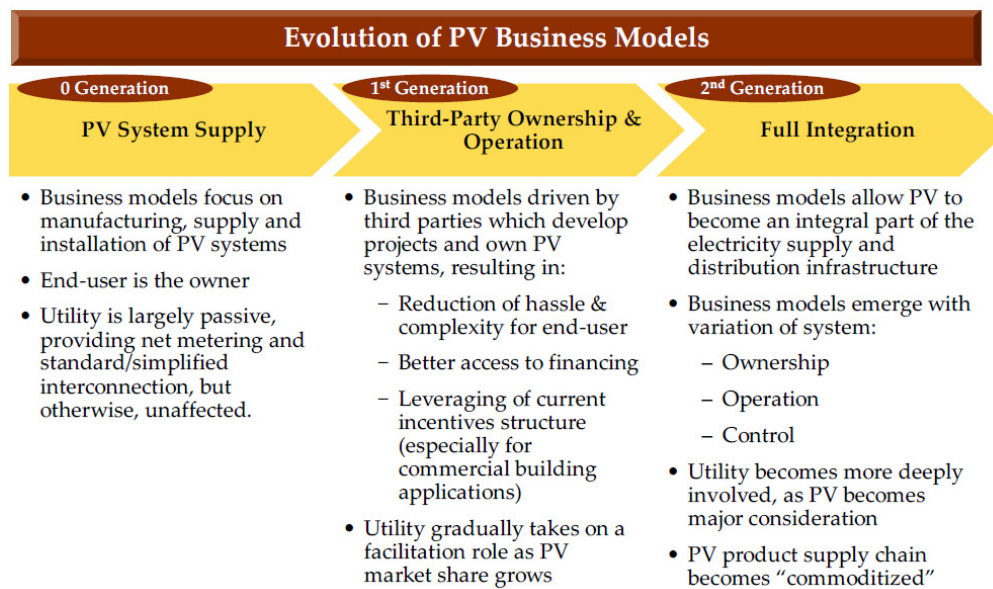 Evolution of PV Business Models
0 Generation
PV System Supply
• Business models focus on
manufacturing, supply and
installation of PV systems
• End-user is the owner
• Utility is largely passive,
providing net metering and
standard/simplified
interconnection, but
otherwise, unaffected.
1st Generation
Third-Party Ownership &
Operation
• Business models driven by
third parties which develop
projects and own PV
systems, resulting in:
− Reduction of hassle &
complexity for end-user
− Better access to financing
− Leveraging of current
incentives structure
(especially for
commercial building
applications)
• Utility gradually takes on a
facilitation role as PV
market share grows
2nd Generation
Full Integration
• Business models allow PV to
become an integral part of the
electricity supply and
distribution infrastructure
• Business models emerge with
variation of system:
– Ownership
– Operation
– Control
• Utility becomes more deeply
involved, as PV becomes
major consideration
• PV product supply chain
becomes “commoditized”